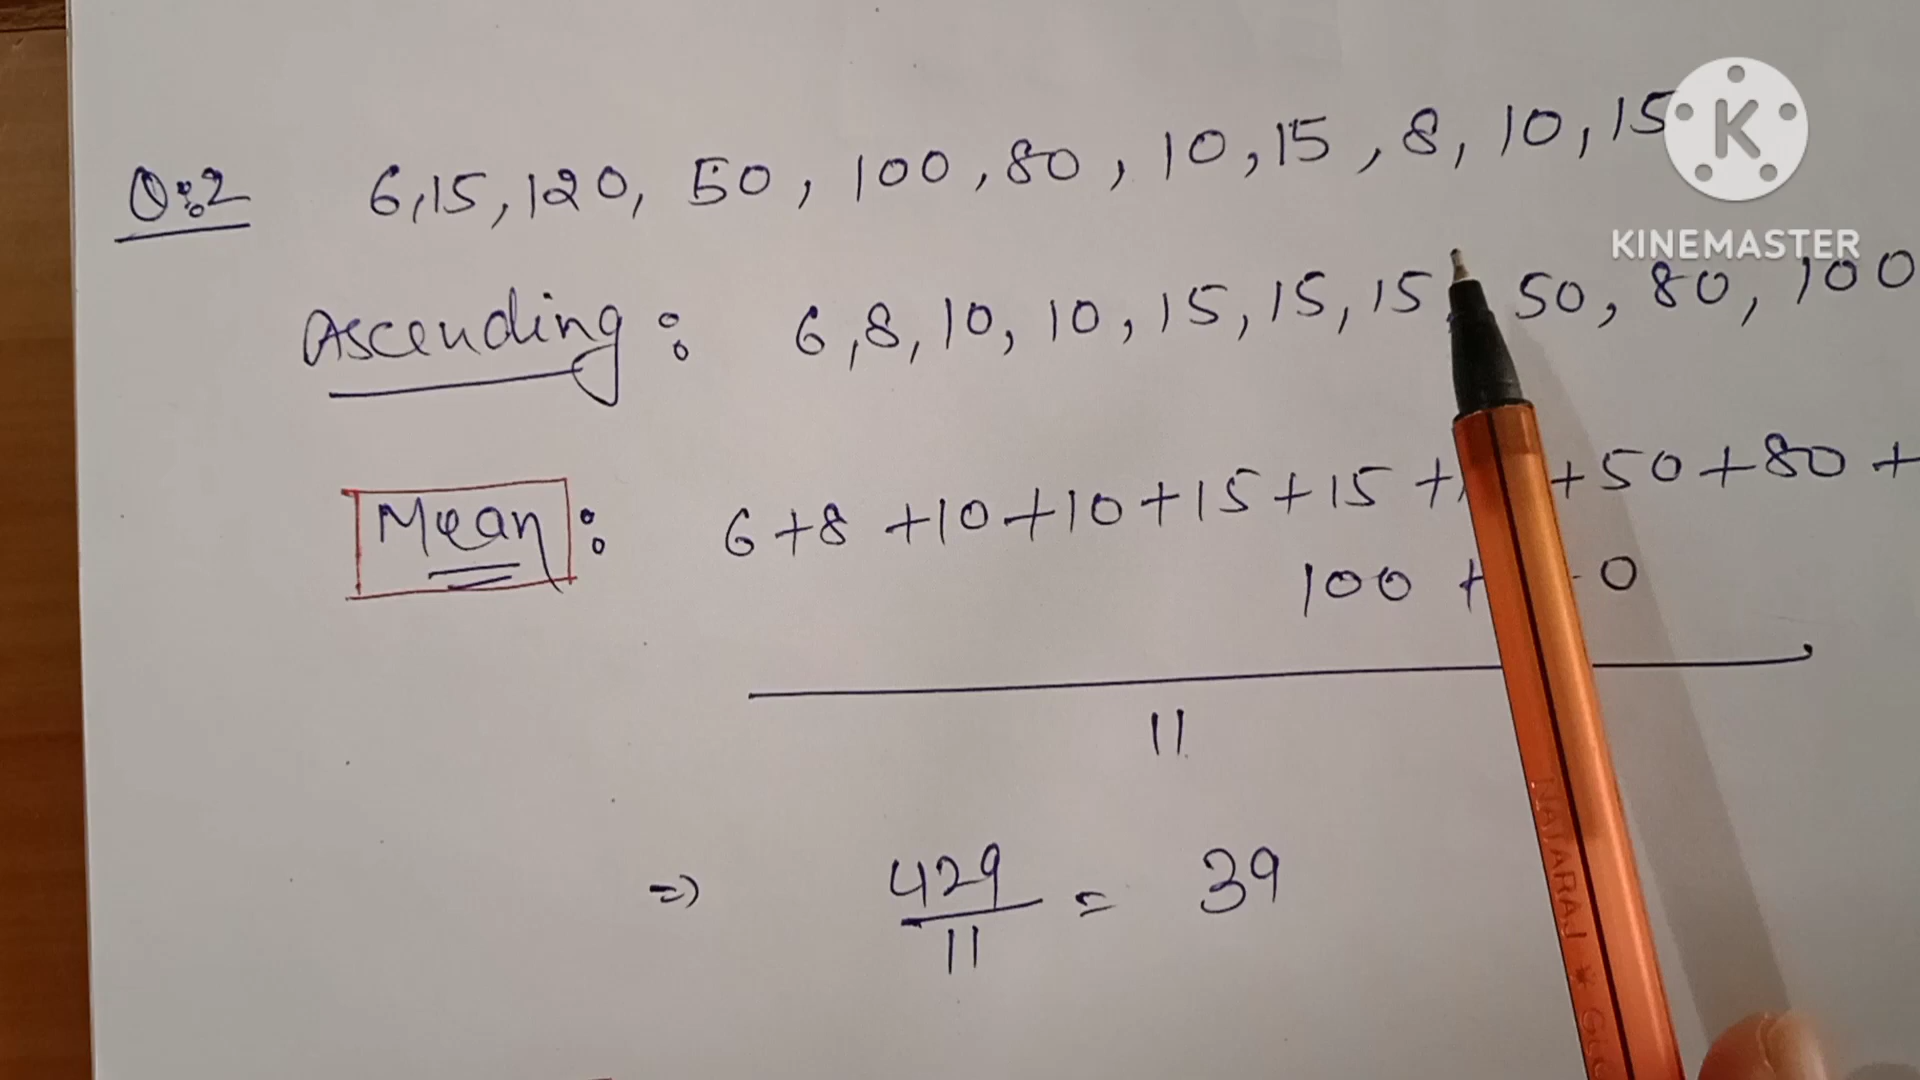 Q:2 6,15,120, 50, 100,80, 10,15, 8, 10,15
K
KINEMASTER
Ascending: 6,8,10, 10, 15, 15, 15, 50, 80, 100
Mean: 6+8 +10+10+15+15 + +50+80+
100 + 0
11
=> 429
11 = 39
NATARAJ